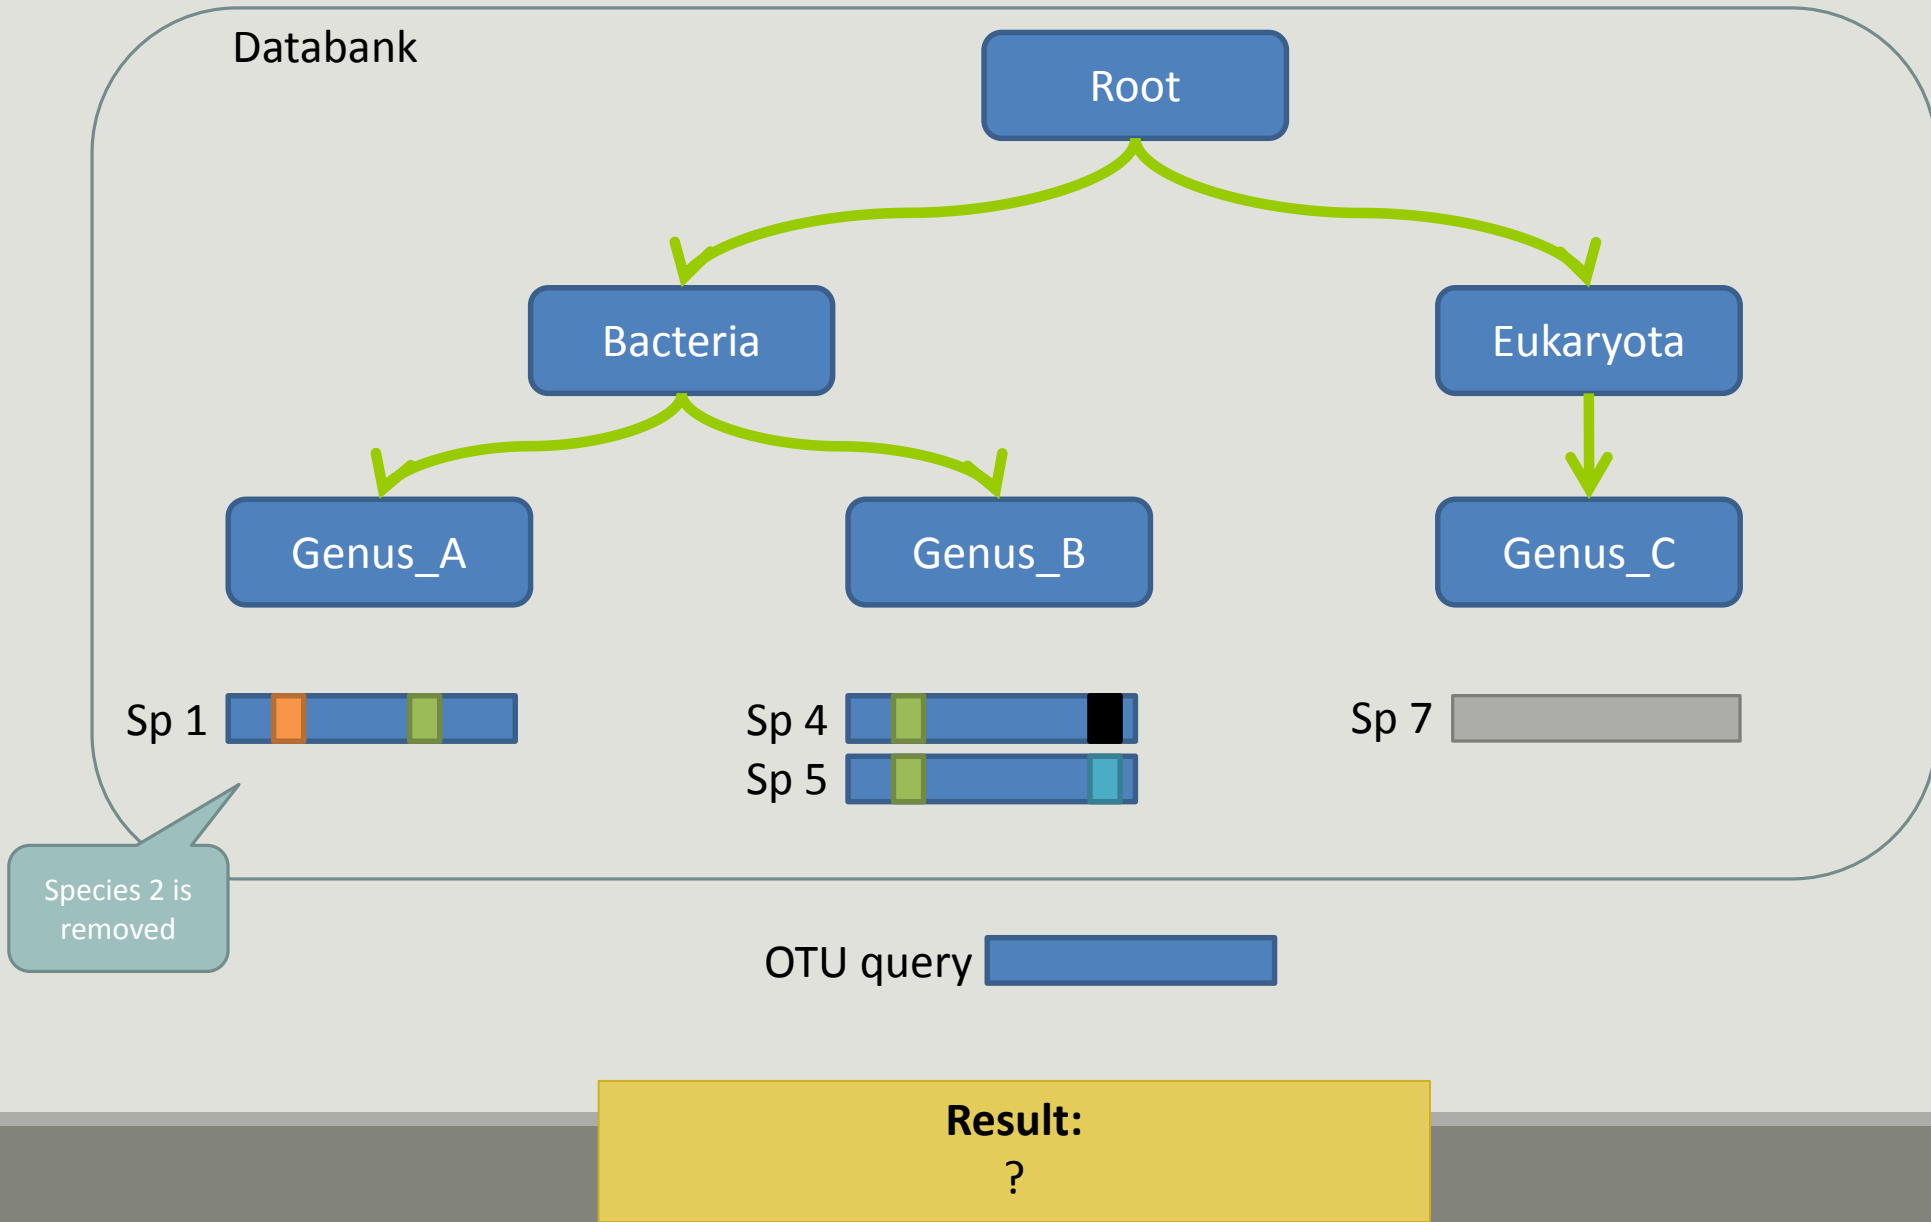 Databank
Root
Bacteria
Eukaryota
Genus_A
Genus_B
Genus_C
Sp 1
Sp 4
Sp 7
Sp 5
Species 2 is
removed
OTU query
Result:
?